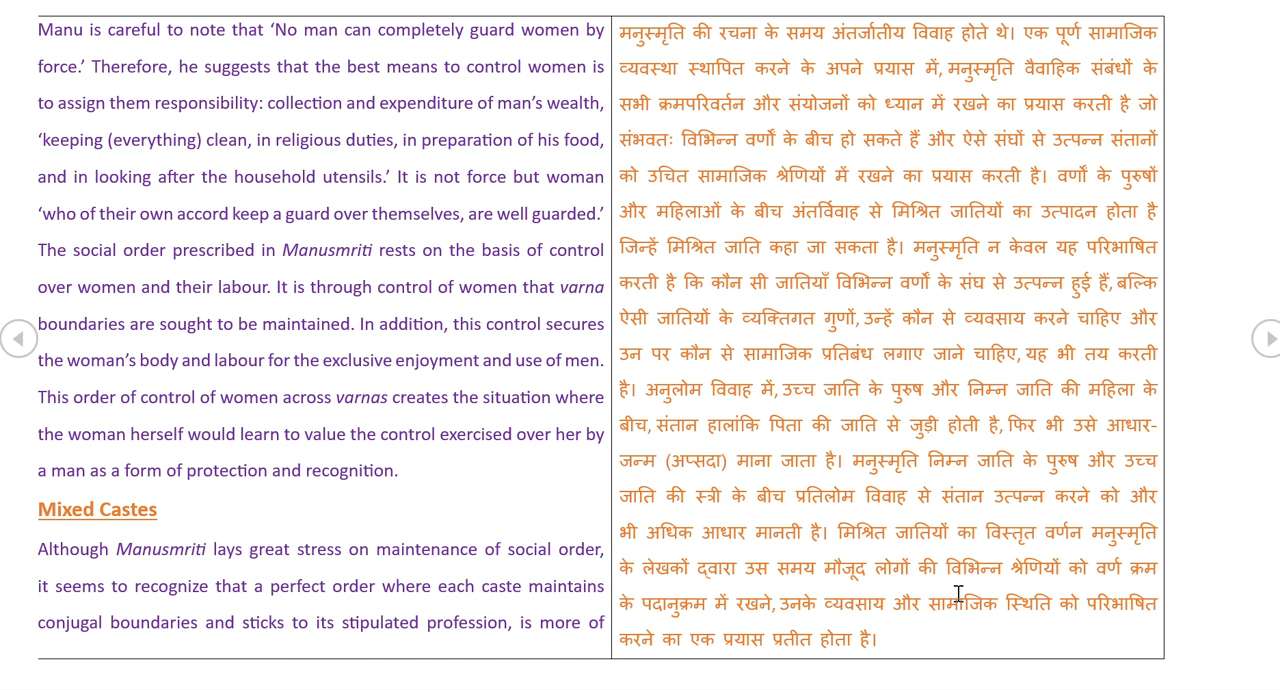 Manu is careful to note that ‘No man can completely guard women by
force.’ Therefore, he suggests that the best means to control women is
to assign them responsibility: collection and expenditure of man’s wealth,
‘keeping (everything) clean, in religious duties, in preparation of his food,
and in looking after the household utensils.’ It is not force but woman
‘who of their own accord keep a guard over themselves, are well guarded.’
The social order prescribed in Manusmriti rests on the basis of control
over women and their labour. It is through control of women that varna
boundaries are sought to be maintained. In addition, this control secures
the woman’s body and labour for the exclusive enjoyment and use of men.
This order of control of women across varnas creates the situation where
the woman herself would learn to value the control exercised over her by
a man as a form of protection and recognition.
Mixed Castes
Although Manusmriti lays great stress on maintenance of social order,
it seems to recognize that a perfect order where each caste maintains
conjugal boundaries and sticks to its stipulated profession, is more of
मनुस्मृति की रचना के समय अंतर्जातीय विवाह होते थे। एक पूर्ण सामाजिक
व्यवस्था स्थापित करने के अपने प्रयास में, मनुस्मृति वैवाहिक संबंधों के
सभी क्रमपरिवर्तन और संयोजनों को ध्यान में रखने का प्रयास करती है जो
संभवतः विभिन्न वर्णों के बीच हो सकते हैं और ऐसे संघों से उत्पन्न संतानों
को उचित सामाजिक श्रेणियों में रखने का प्रयास करती है। वर्णों के पुरुषों
और महिलाओं के बीच अंतर्विवाह से मिश्रित जातियों का उत्पादन होता है
जिन्हें मिश्रित जाति कहा जा सकता है। मनुस्मृति न केवल यह परिभाषित
करती है कि कौन सी जातियाँ विभिन्न वर्णों के संघ से उत्पन्न हुई हैं, बल्कि
ऐसी जातियों के व्यक्तिगत गुणों, उन्हें कौन से व्यवसाय करने चाहिए और
उन पर कौन से सामाजिक प्रतिबंध लगाए जाने चाहिए, यह भी तय करती
है। अनुलोम विवाह में, उच्च जाति के पुरुष और निम्न जाति की महिला के
बीच, संतान हालांकि पिता की जाति से जुड़ी होती है, फिर भी उसे आधार-
जन्म (अप्सदा) माना जाता है। मनुस्मृति निम्न जाति के पुरुष और उच्च
जाति की स्त्री के बीच प्रतिलोम विवाह से संतान उत्पन्न करने को और
भी अधिक आधार मानती है। मिश्रित जातियों का विस्तृत वर्णन मनुस्मृति
के लेखकों द्वारा उस समय मौजूद लोगों की विभिन्न श्रेणियों को वर्ण क्रम
के पदानुक्रम में रखने, उनके व्यवसाय और सामाजिक स्थिति को परिभाषित
करने का एक प्रयास प्रतीत होता है।